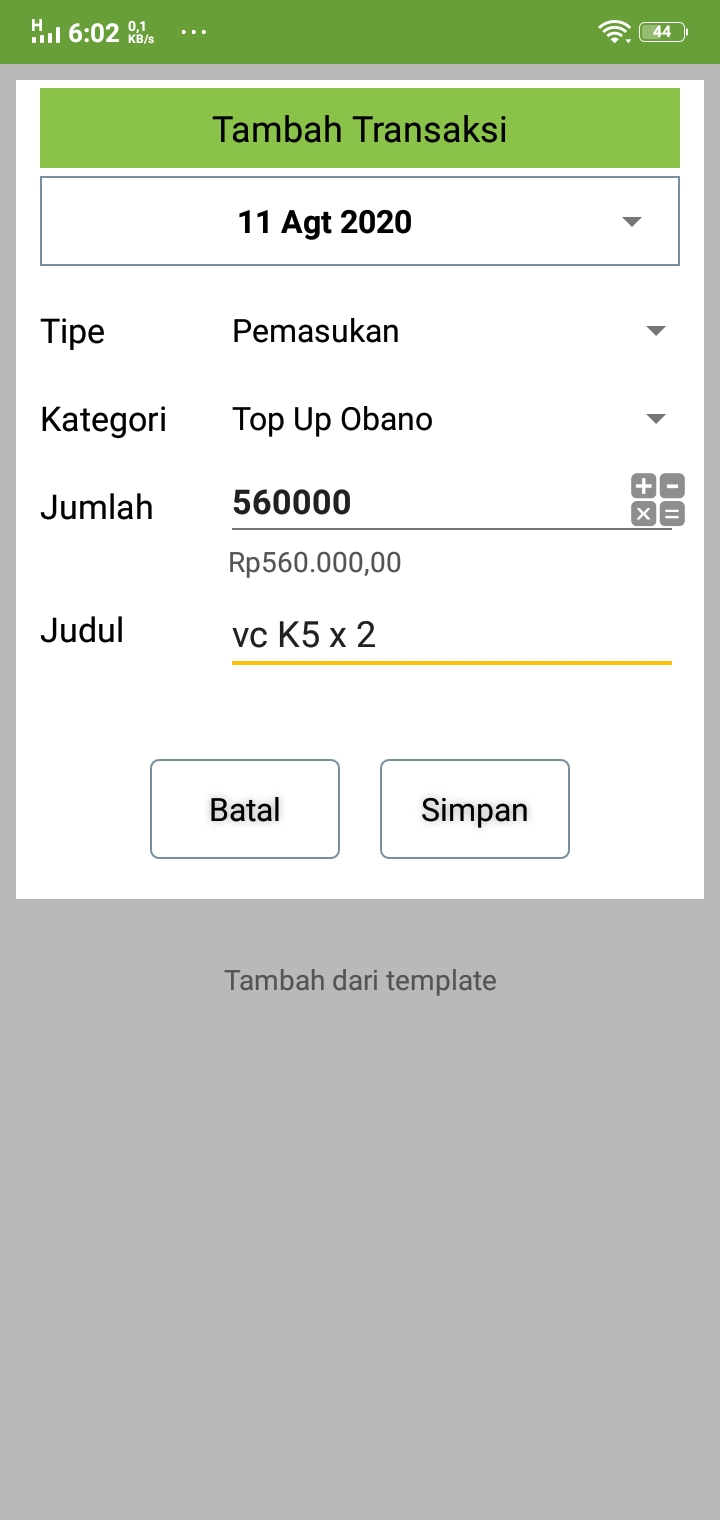 H 6:02 0,1 KB/s ... 44
Tambah Transaksi
11 Agt 2020
Tipe Pemasukan
Kategori Top Up Obano
Jumlah 560000
Rp560.000,00
Judul vc K5 x 2
Batal Simpan
Tambah dari template